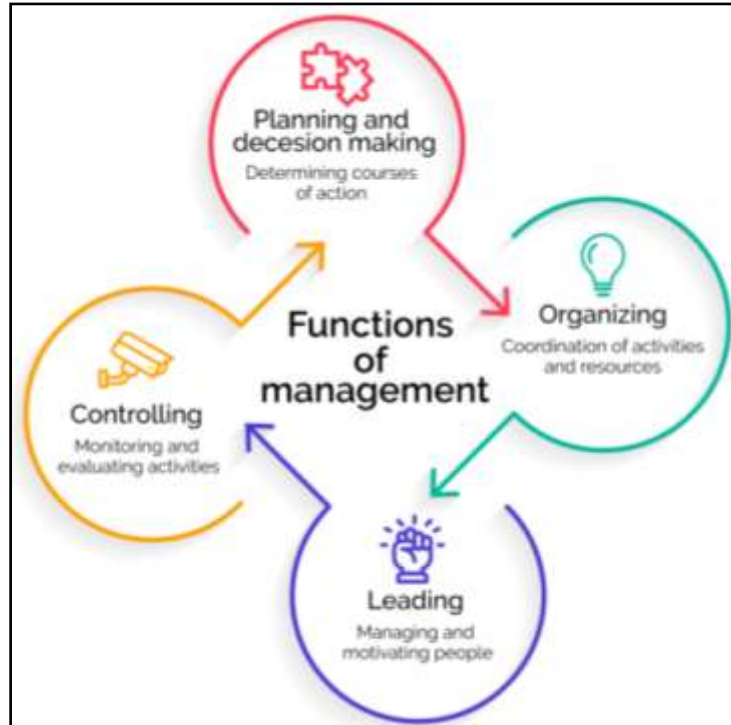 Planning and
decesion making
Determining courses
of action
Organizing
Coordination of activities
and resources
Functions
of
management
Controlling
Monitoring and
evaluating activities
Leading
Managing and
motivating people